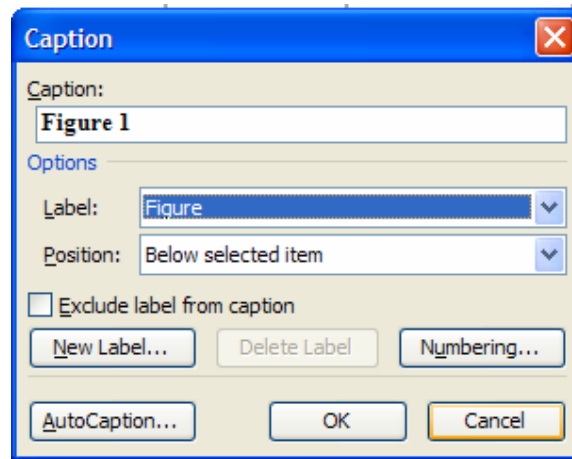 Caption
Caption:
Figure 1
Options
Label: Figure
Position: Below selected item
Exclude label from caption
New Label... Delete Label Numbering...
AutoCaption... OK Cancel